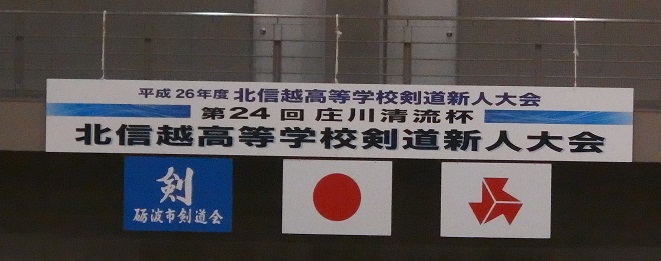 平成26年度 北信越高等学校剣道新人大会
第24回 庄川清流杯
北信越高等学校剣道新人大会
剣
砺波市剣道会